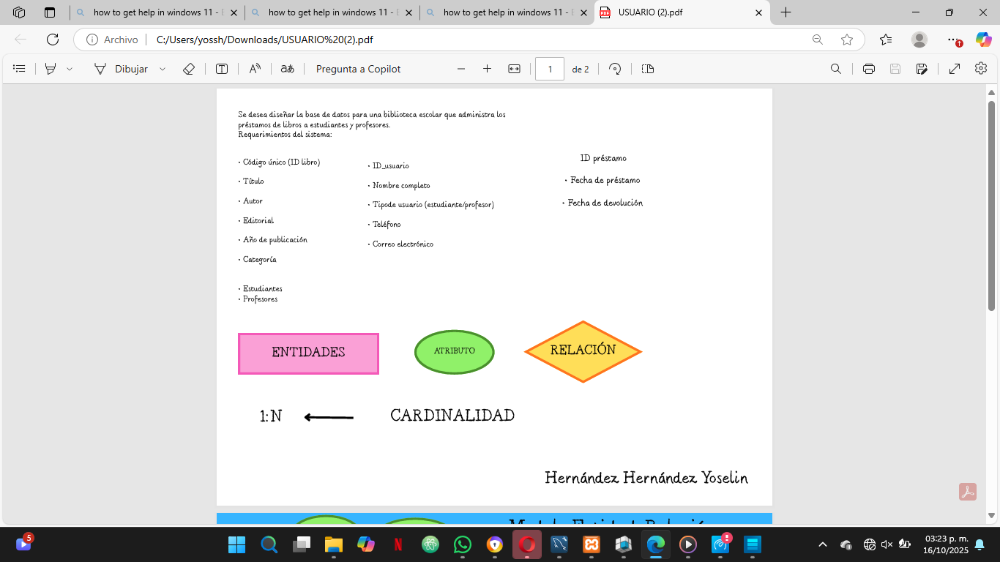 how to get help in windows 11 - E
how to get help in windows 11 - E
how to get help in windows 11 - E
USUARIO (2).pdf
Archivo
C:/Users/yossh/Downloads/USUARIO%20(2).pdf
Dibujar
Pregunta a Copilot
1
de 2
Se desea diseñar la base de datos para una biblioteca escolar que administra los
préstamos de libros a estudiantes y profesores.
Requerimientos del sistema:
• Código único (ID libro)
• Título
• Autor
• Editorial
• Año de publicación
• Categoría
• Estudiantes
• Profesores
• ID_usuario
• Nombre completo
• Tipode usuario (estudiante/profesor)
• Teléfono
• Correo electrónico
ID préstamo
• Fecha de préstamo
• Fecha de devolución
ENTIDADES
ATRIBUTO
RELACIÓN
1:N
CARDINALIDAD
Hernández Hernández Yoselin
5
03:23 p. m.
16/10/2025